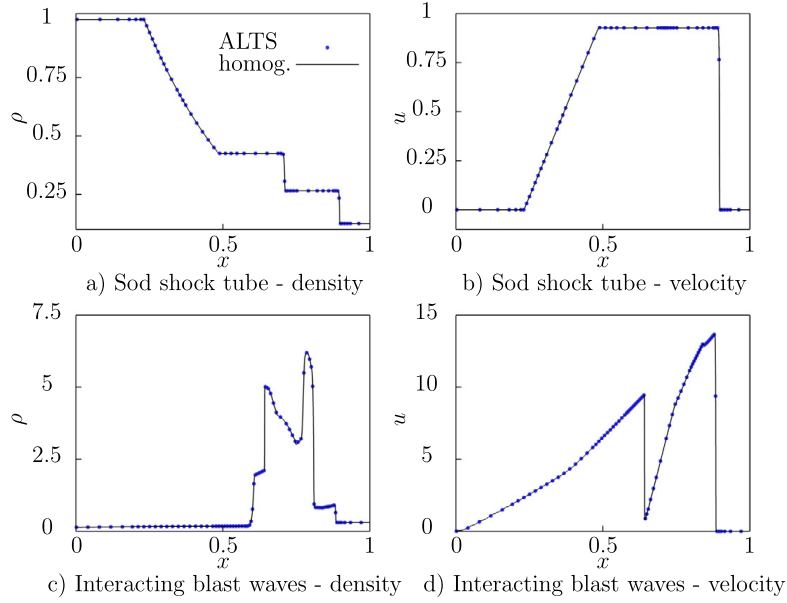 1
0.75
0.5
0.25
ρ
ALTS
homog.
0 0.5 1
x
a) Sod shock tube - density
1
0.75
0.5
0.25
0
u
0 0.5 1
x
b) Sod shock tube - velocity
7.5
5
2.5
0
ρ
0 0.5 1
x
c) Interacting blast waves - density
15
10
5
0
u
0 0.5 1
x
d) Interacting blast waves - velocity